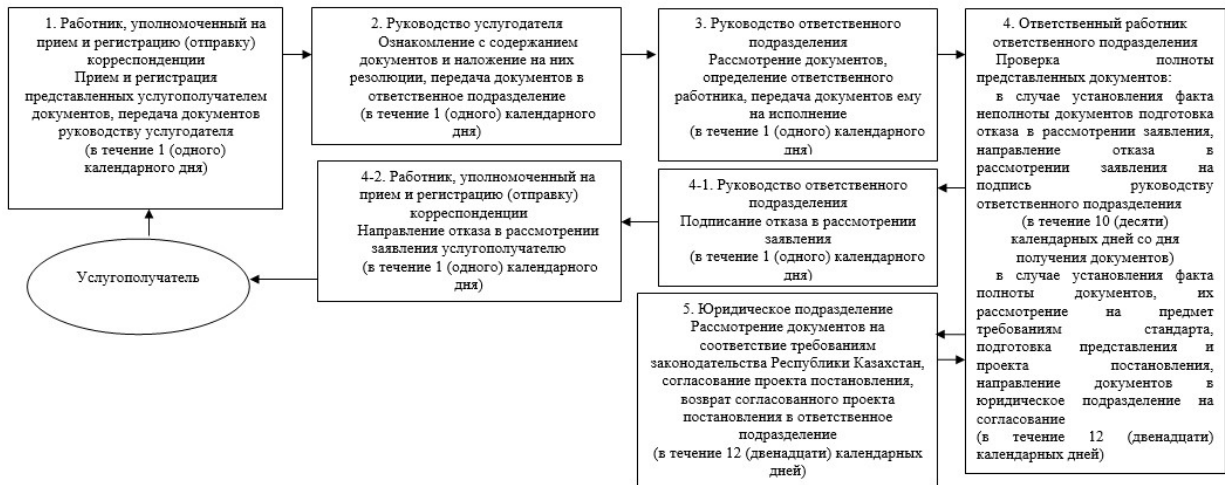 1. Работник, уполномоченный на
прием и регистрацию (отправку)
корреспонденции
Прием и регистрация
представленных услугополучателем
документов, передача документов
руководству услугодателя
(в течение 1 (одного)
календарного дня)
2. Руководство услугодателя
Ознакомление с содержанием
документов и наложение на них
резолюции, передача документов в
ответственное подразделение
(в течение 1 (одного) календарного
дня)
3. Руководство ответственного
подразделения
Рассмотрение документов,
определение ответственного
работника, передача документов ему
на исполнение
(в течение 1 (одного) календарного
дня)
4. Ответственный работник
ответственного подразделения
Проверка полноты
представленных документов:
в случае установления факта
неполноты документов подготовка
отказа в рассмотрении заявления,
направление отказа в
рассмотрении заявления на
подпись руководству
ответственного подразделения
(в течение 10 (десяти)
календарных дней со дня
получения документов)
в случае установления факта
полноты документов, их
рассмотрение на предмет
требованиям стандарта,
подготовка представления и
проекта постановления,
направление документов в
юридическое подразделение на
согласование
(в течение 12 (двенадцати)
календарных дней)
4-2. Работник, уполномоченный на
прием и регистрацию (отправку)
корреспонденции
Направление отказа в рассмотрении
заявления услугополучателю
(в течение 1 (одного) календарного
дня)
4-1. Руководство ответственного
подразделения
Подписание отказа в рассмотрении
заявления
(в течение 1 (одного) календарного
дня)
Услугополучатель
5. Юридическое подразделение
Рассмотрение документов на
соответствие требованиям
законодательства Республики Казахстан,
согласование проекта постановления,
возврат согласованного проекта
постановления в ответственное
подразделение
(в течение 12 (двенадцати) календарных
дней)